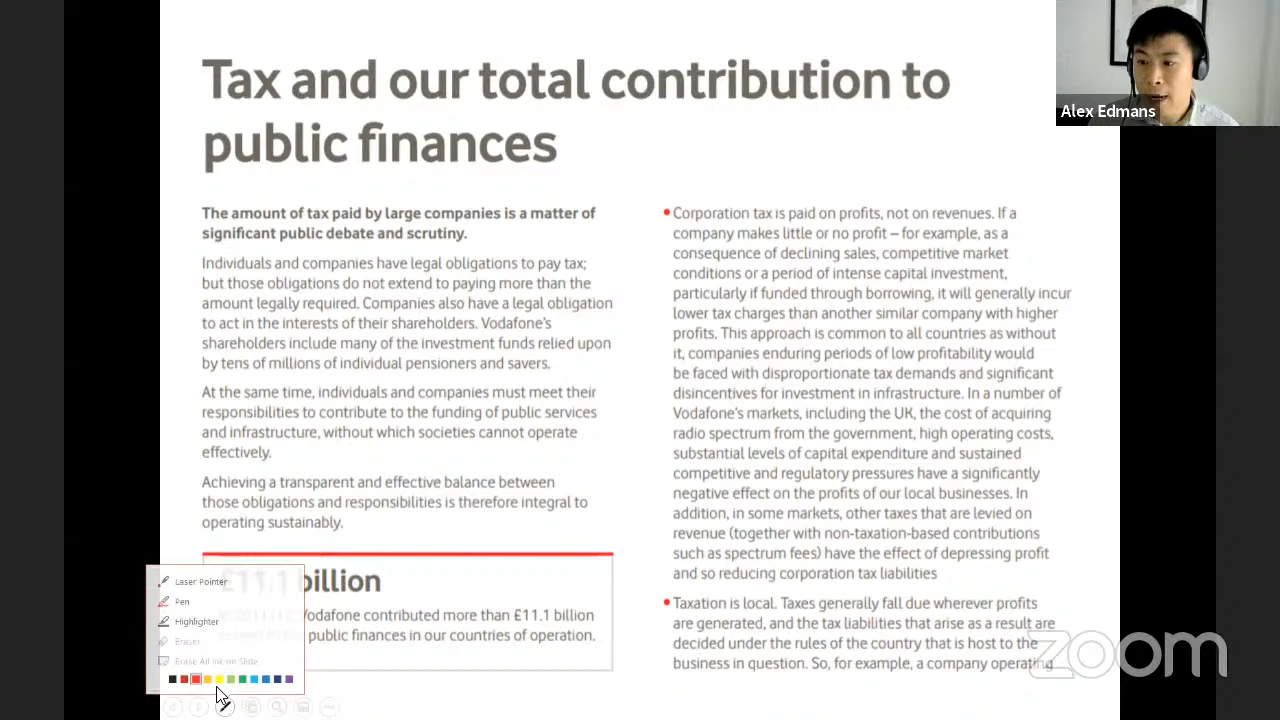 Tax and our total contribution to
public finances
Alex Edmans
The amount of tax paid by large companies is a matter of
significant public debate and scrutiny.
Individuals and companies have legal obligations to pay tax;
but those obligations do not extend to paying more than the
amount legally required. Companies also have a legal obligation
to act in the interests of their shareholders. Vodafone's
shareholders include many of the investment funds relied upon
by tens of millions of individual pensioners and savers.
At the same time, individuals and companies must meet their
responsibilities to contribute to the funding of public services
and infrastructure, without which societies cannot operate
effectively.
Achieving a transparent and effective balance between
those obligations and responsibilities is therefore integral to
operating sustainably.
£11.1 billion
Vodafone contributed more than £11.1 billion
public finances in our countries of operation.
Laser Pointer
Pen
Highlighter
Eraser
Erase All Ink on Slide
• Corporation tax is paid on profits, not on revenues. If a
company makes little or no profit – for example, as a
consequence of declining sales, competitive market
conditions or a period of intense capital investment,
particularly if funded through borrowing, it will generally incur
lower tax charges than another similar company with higher
profits. This approach is common to all countries as without
it, companies enduring periods of low profitability would
be faced with disproportionate tax demands and significant
disincentives for investment in infrastructure. In a number of
Vodafone's markets, including the UK, the cost of acquiring
radio spectrum from the government, high operating costs,
substantial levels of capital expenditure and sustained
competitive and regulatory pressures have a significantly
negative effect on the profits of our local businesses. In
addition, in some markets, other taxes that are levied on
revenue (together with non-taxation-based contributions
such as spectrum fees) have the effect of depressing profit
and so reducing corporation tax liabilities
• Taxation is local. Taxes generally fall due wherever profits
are generated, and the tax liabilities that arise as a result are
decided under the rules of the country that is host to the
business in question. So, for example, a company operating
zoom